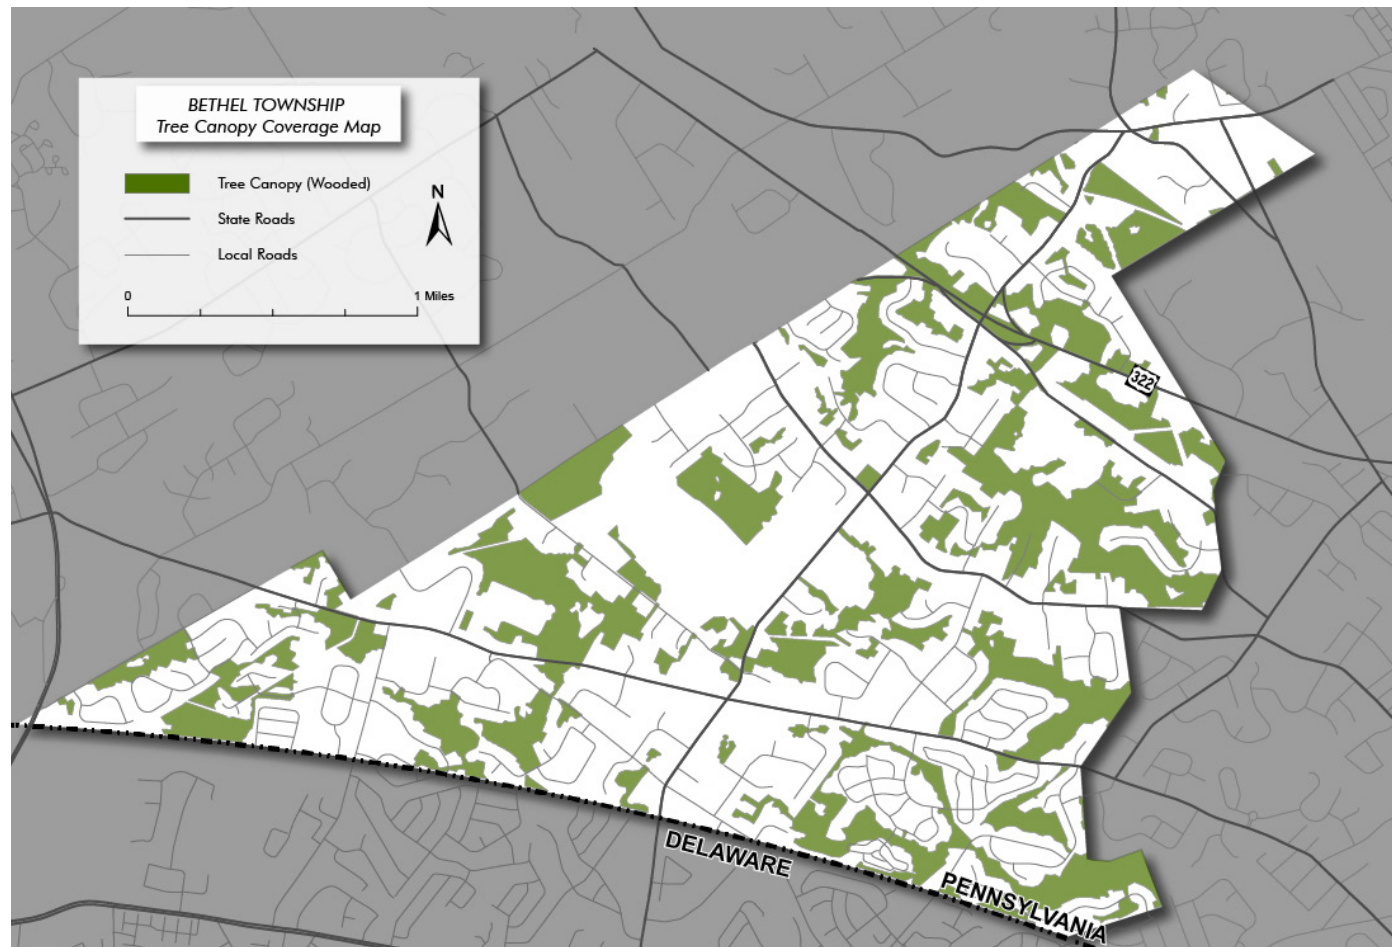 BETHEL TOWNSHIP
Tree Canopy Coverage Map
Tree Canopy (Wooded)
State Roads
Local Roads
N
0 1 Miles
322
DELAWARE
PENNSYLVANIA